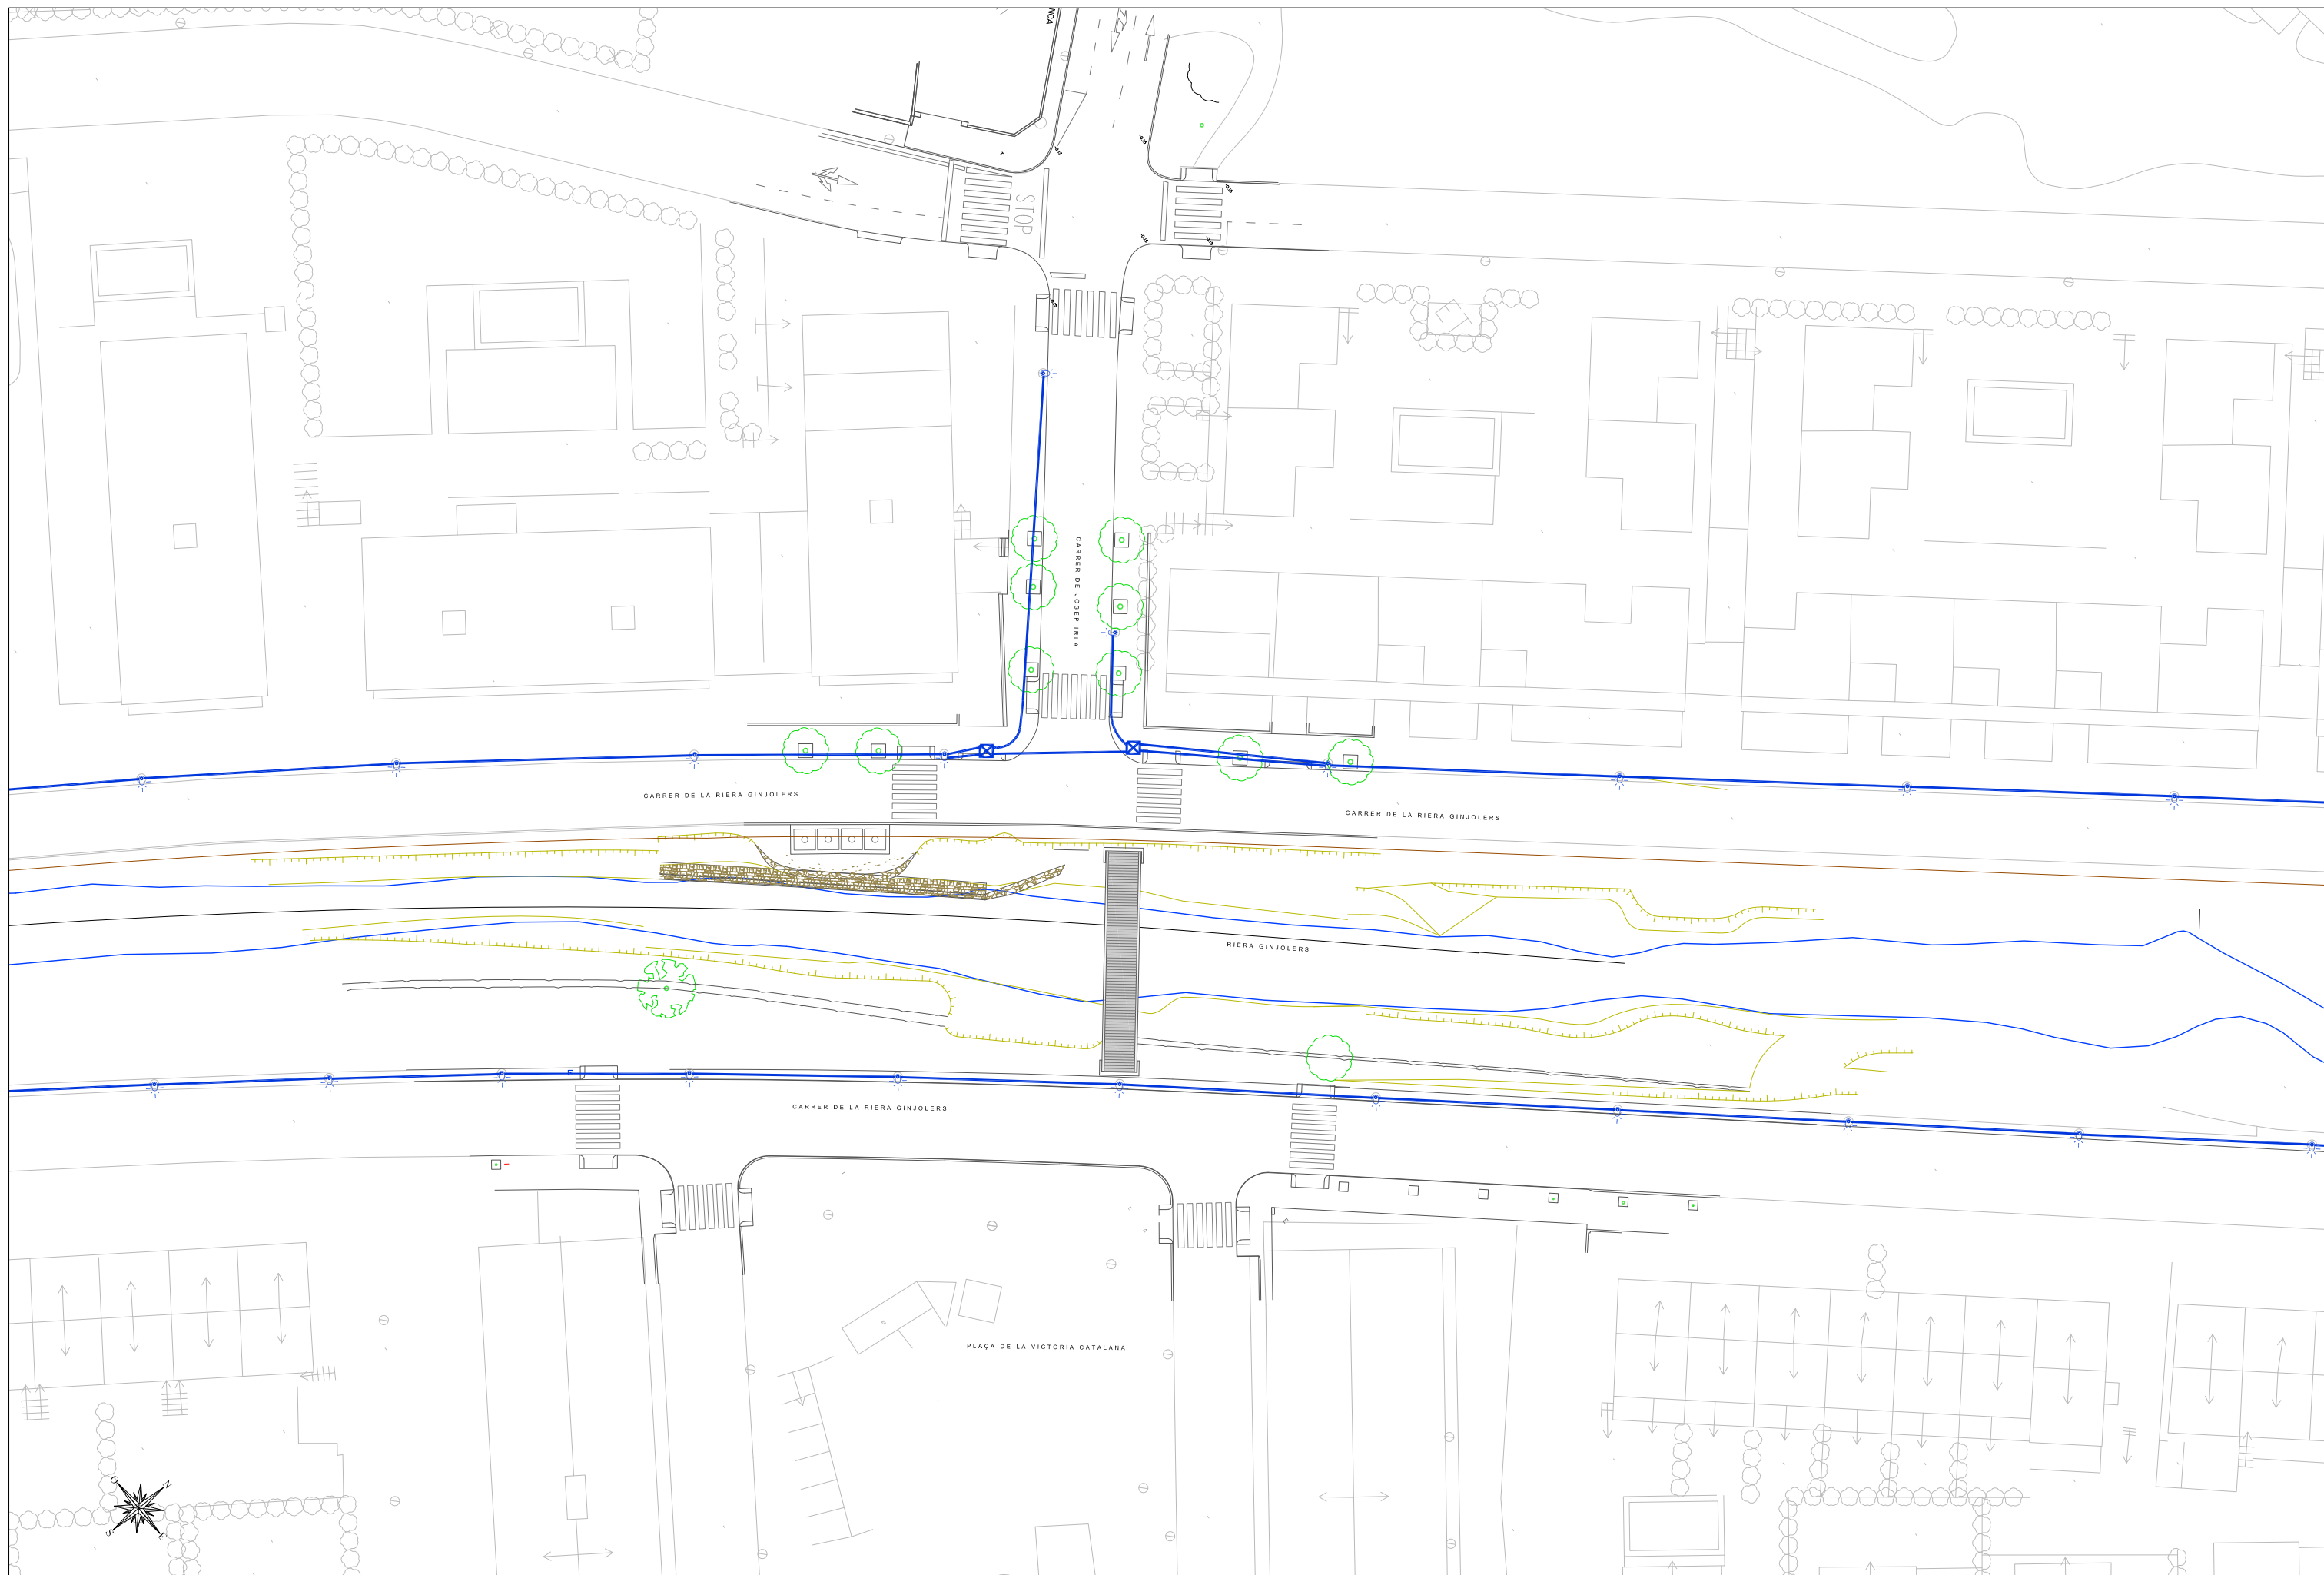 NCA
STOP
CARRER DE JOSEP IRLA
CARRER DE LA RIERA GINJOLERS
CARRER DE LA RIERA GINJOLERS
RIERA GINJOLERS
CARRER DE LA RIERA GINJOLERS
PLAÇA DE LA VICTÒRIA CATALANA
O
N
S
E